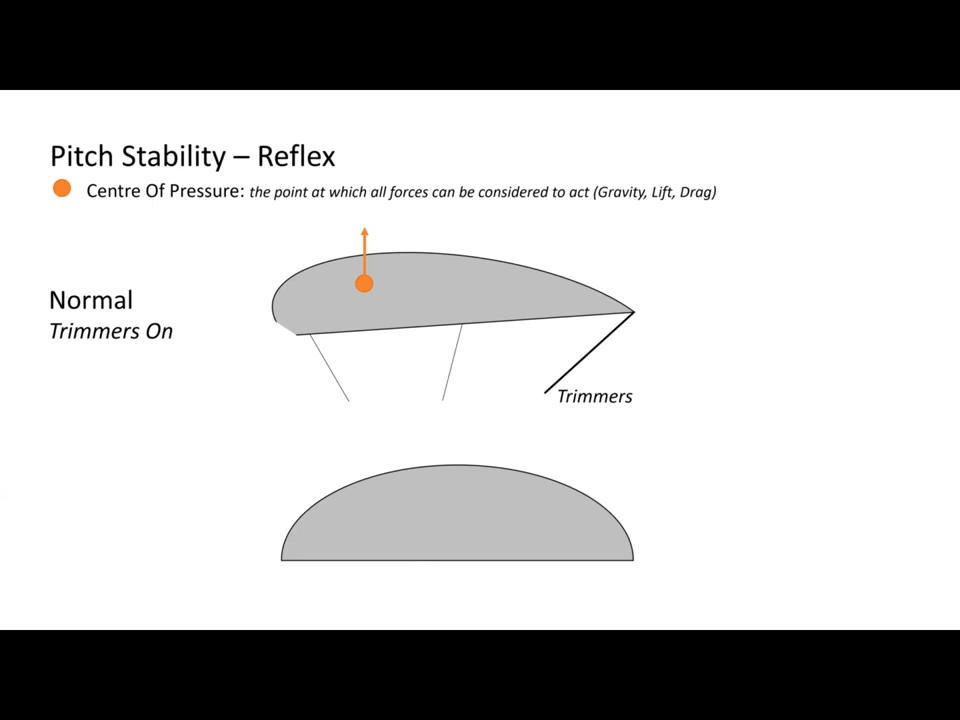 Pitch Stability – Reflex
Centre Of Pressure: the point at which all forces can be considered to act (Gravity, Lift, Drag)
Normal
Trimmers On
Trimmers